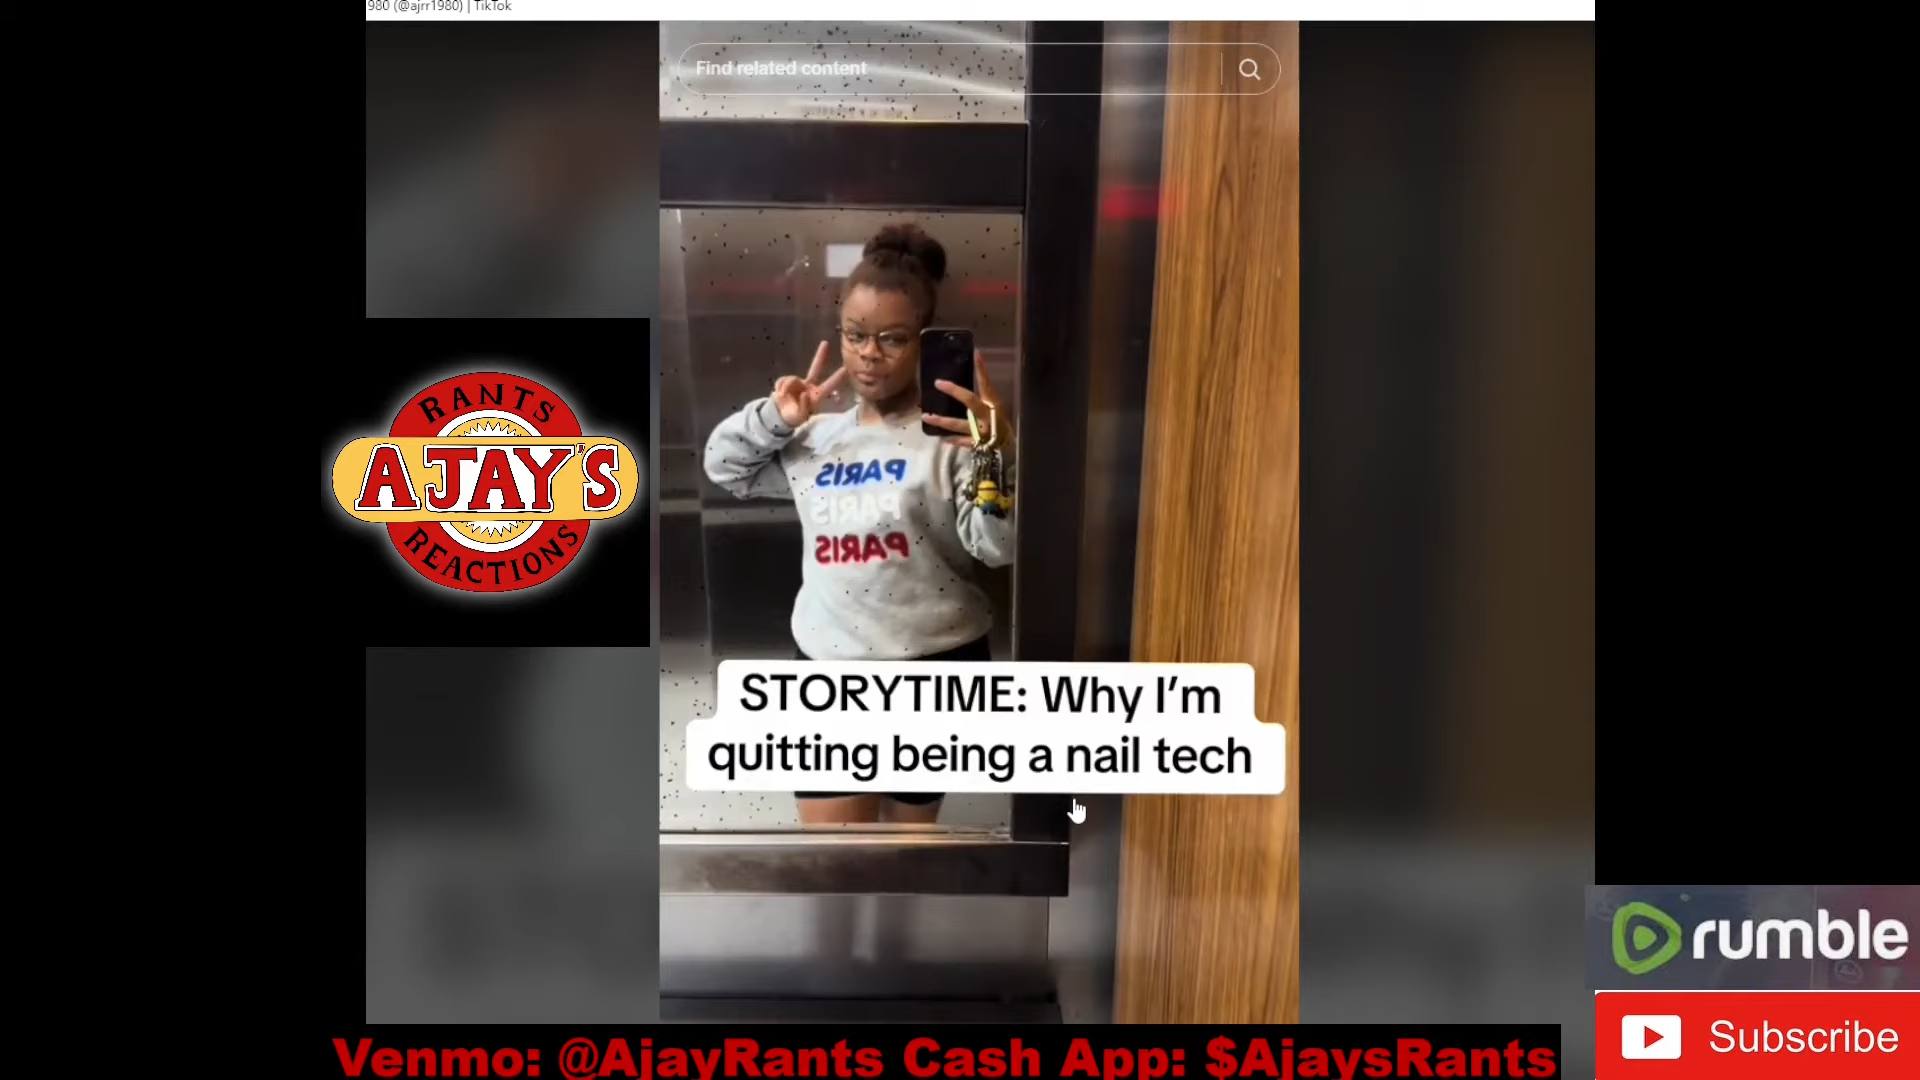 980 (@ajrr1980) | TikTok
Find related content
RANTS
AJAY'S
REACTIONS
PARIS
PARIS
PARIS
STORYTIME: Why I'm
quitting being a nail tech
rumble
Subscribe
Venmo: @AjayRants Cash App: $AjaysRants